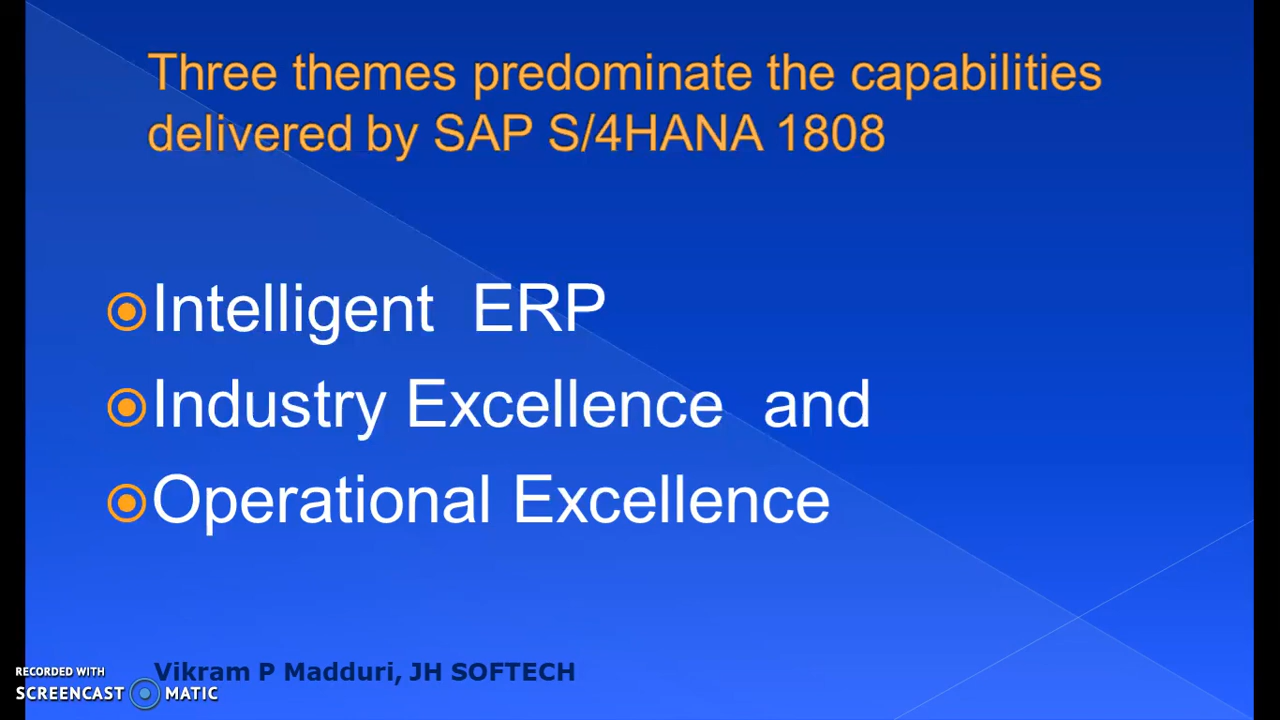 Three themes predominate the capabilities
delivered by SAP S/4HANA 1808
Intelligent ERP
Industry Excellence and
Operational Excellence
Vikram P Madduri, JH SOFTECH
RECORDED WITH
SCREENCAST MATIC